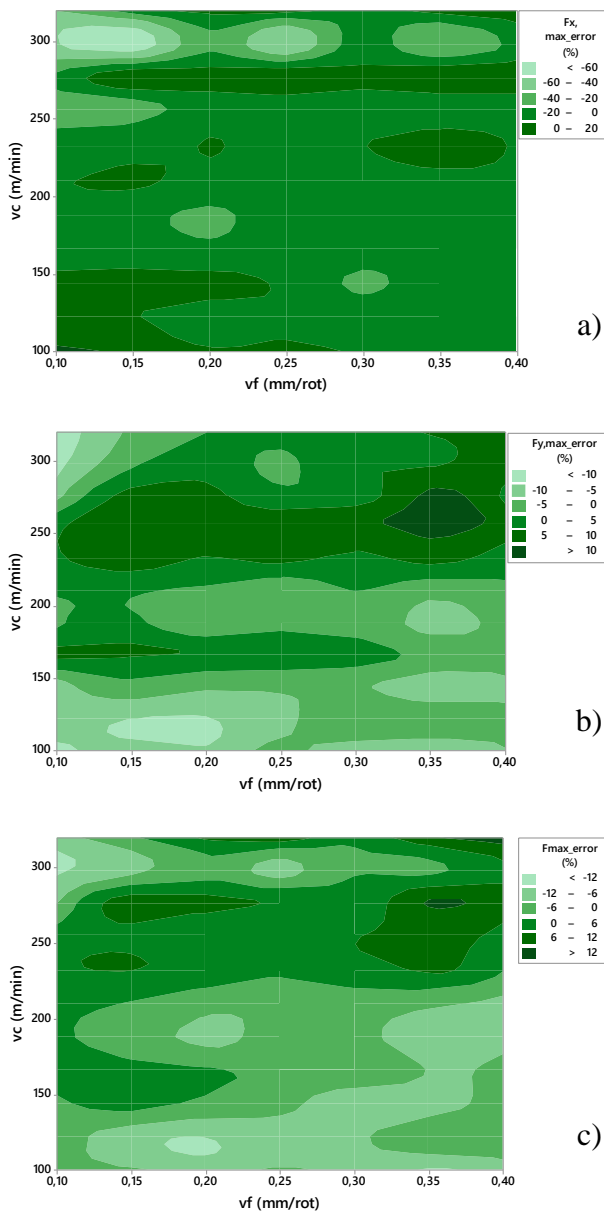 Fx,
max_error
(%)
< -60
-60 – -40
-40 – -20
-20 – 0
0 – 20
300
250
200
150
100
vc (m/min)
0,10 0,15 0,20 0,25 0,30 0,35 0,40
vf (mm/rot)
a)
Fy,max_error
(%)
< -10
-10 – -5
-5 – 0
0 – 5
5 – 10
> 10
300
250
200
150
100
vc (m/min)
0,10 0,15 0,20 0,25 0,30 0,35 0,40
vf (mm/rot)
b)
Fmax_error
(%)
< -12
-12 – -6
-6 – 0
0 – 6
6 – 12
> 12
300
250
200
150
100
vc (m/min)
0,10 0,15 0,20 0,25 0,30 0,35 0,40
vf (mm/rot)
c)